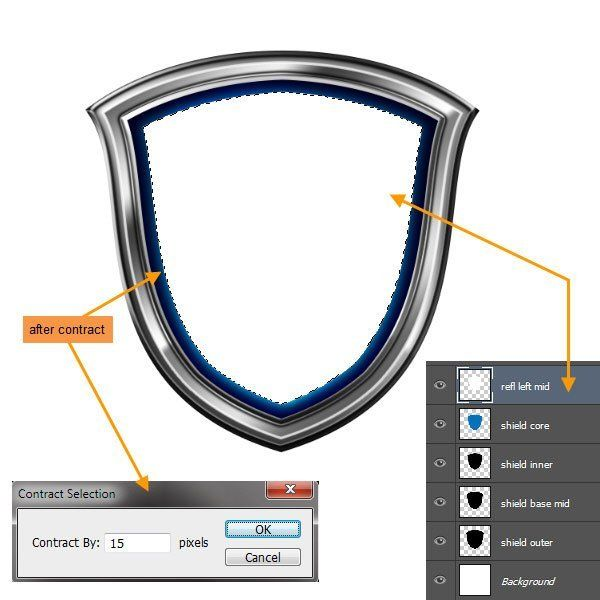 after contract
refl left mid
shield core
shield inner
shield base mid
shield outer
Background
Contract Selection
Contract By: 15 pixels
OK
Cancel